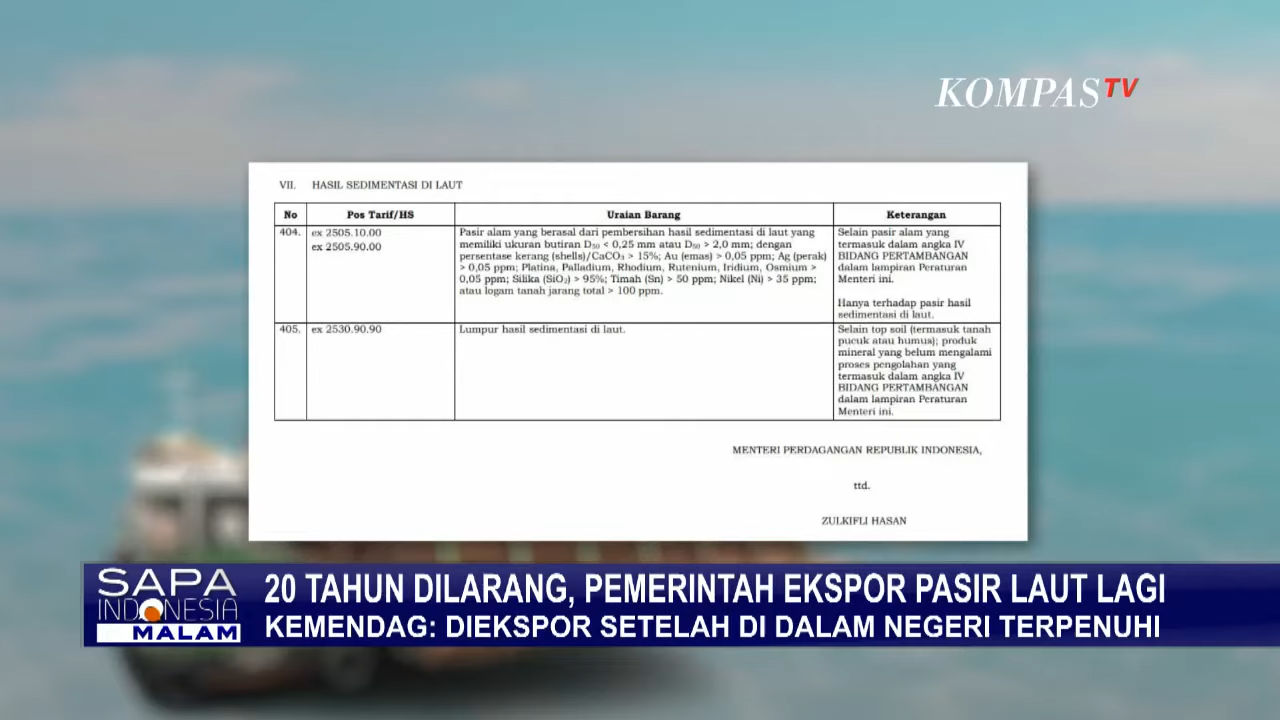 KOMPAS TV
VII. HASIL SEDIMENTASI DI LAUT
No Pos Tarif/HS Uraian Barang Keterangan
404. ex 2505.10.00
ex 2505.90.00
Pasir alam yang berasal dari pembersihan hasil sedimentasi di laut yang
memiliki ukuran butiran D₅₀ < 0,25 mm atau D₅₀ > 2,0 mm; dengan
persentase kerang (shells)/CaCO₃ > 15%; Au (emas) > 0,05 ppm; Ag (perak)
> 0,05 ppm; Platina, Palladium, Rhodium, Rutenium, Iridium, Osmium >
0,05 ppm; Silika (SiO₂) > 95%; Timah (Sn) > 50 ppm; Nikel (Ni) > 35 ppm;
atau logam tanah jarang total > 100 ppm.
Selain pasir alam yang
termasuk dalam angka IV
BIDANG PERTAMBANGAN
dalam lampiran Peraturan
Menteri ini.
Hanya terhadap pasir hasil
sedimentasi di laut.
405. ex 2530.90.90
Lumpur hasil sedimentasi di laut.
Selain top soil (termasuk tanah
pucuk atau humus); produk
mineral yang belum mengalami
proses pengolahan yang
termasuk dalam angka IV
BIDANG PERTAMBANGAN
dalam lampiran Peraturan
Menteri ini.
MENTERI PERDAGANGAN REPUBLIK INDONESIA,
ttd.
ZULKIFLI HASAN
SAPA
INDONESIA
MALAM
20 TAHUN DILARANG, PEMERINTAH EKSPOR PASIR LAUT LAGI
KEMENDAG: DIEKSPOR SETELAH DI DALAM NEGERI TERPENUHI